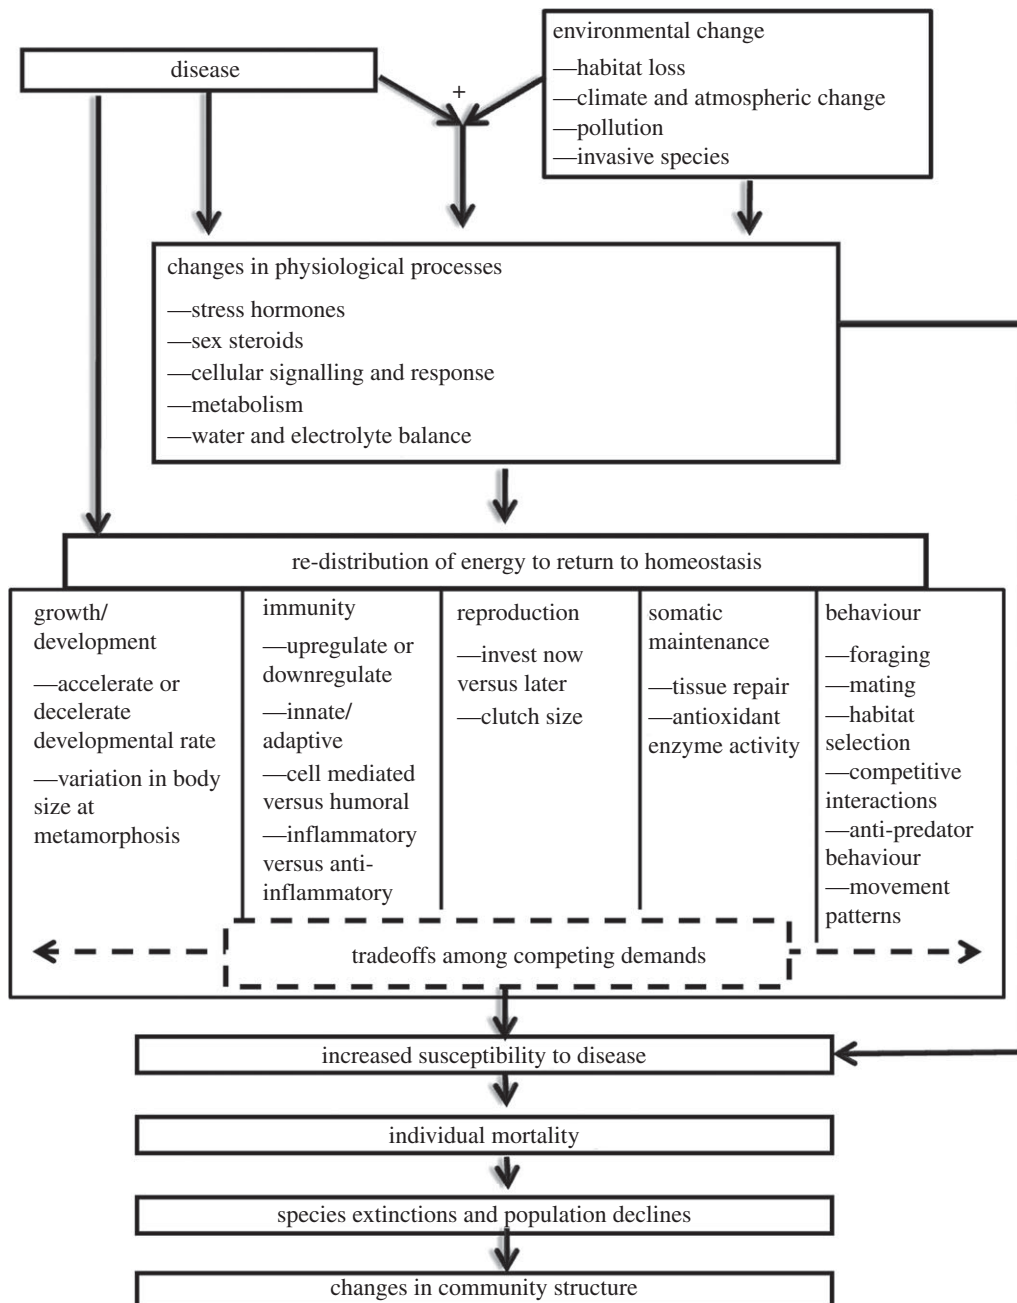 disease
+
environmental change
—habitat loss
—climate and atmospheric change
—pollution
—invasive species
changes in physiological processes
—stress hormones
—sex steroids
—cellular signalling and response
—metabolism
—water and electrolyte balance
re-distribution of energy to return to homeostasis
growth/
development
—accelerate or
decelerate
developmental rate
—variation in body
size at
metamorphosis
immunity
—upregulate or
downregulate
—innate/
adaptive
—cell mediated
versus humoral
—inflammatory
versus anti-
inflammatory
reproduction
—invest now
versus later
—clutch size
somatic
maintenance
—tissue repair
—antioxidant
enzyme activity
behaviour
—foraging
—mating
—habitat
selection
—competitive
interactions
—anti-predator
behaviour
—movement
patterns
tradeoffs among competing demands
increased susceptibility to disease
individual mortality
species extinctions and population declines
changes in community structure